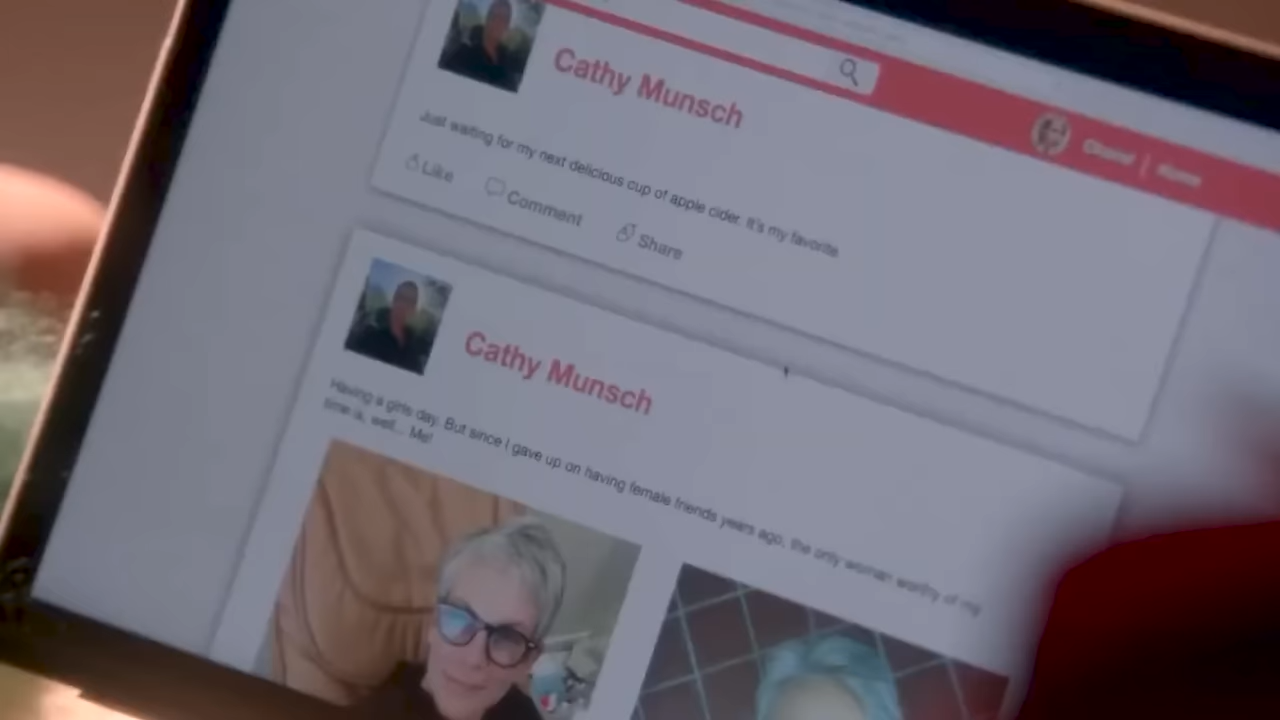 Cathy Munsch
Just waiting for my next delicious cup of apple cider. It's my favorite
Like Comment Share
Cathy Munsch
Having a girls day. But since I gave up on having female friends years ago, the only woman worthy of my
time is, well... Me!